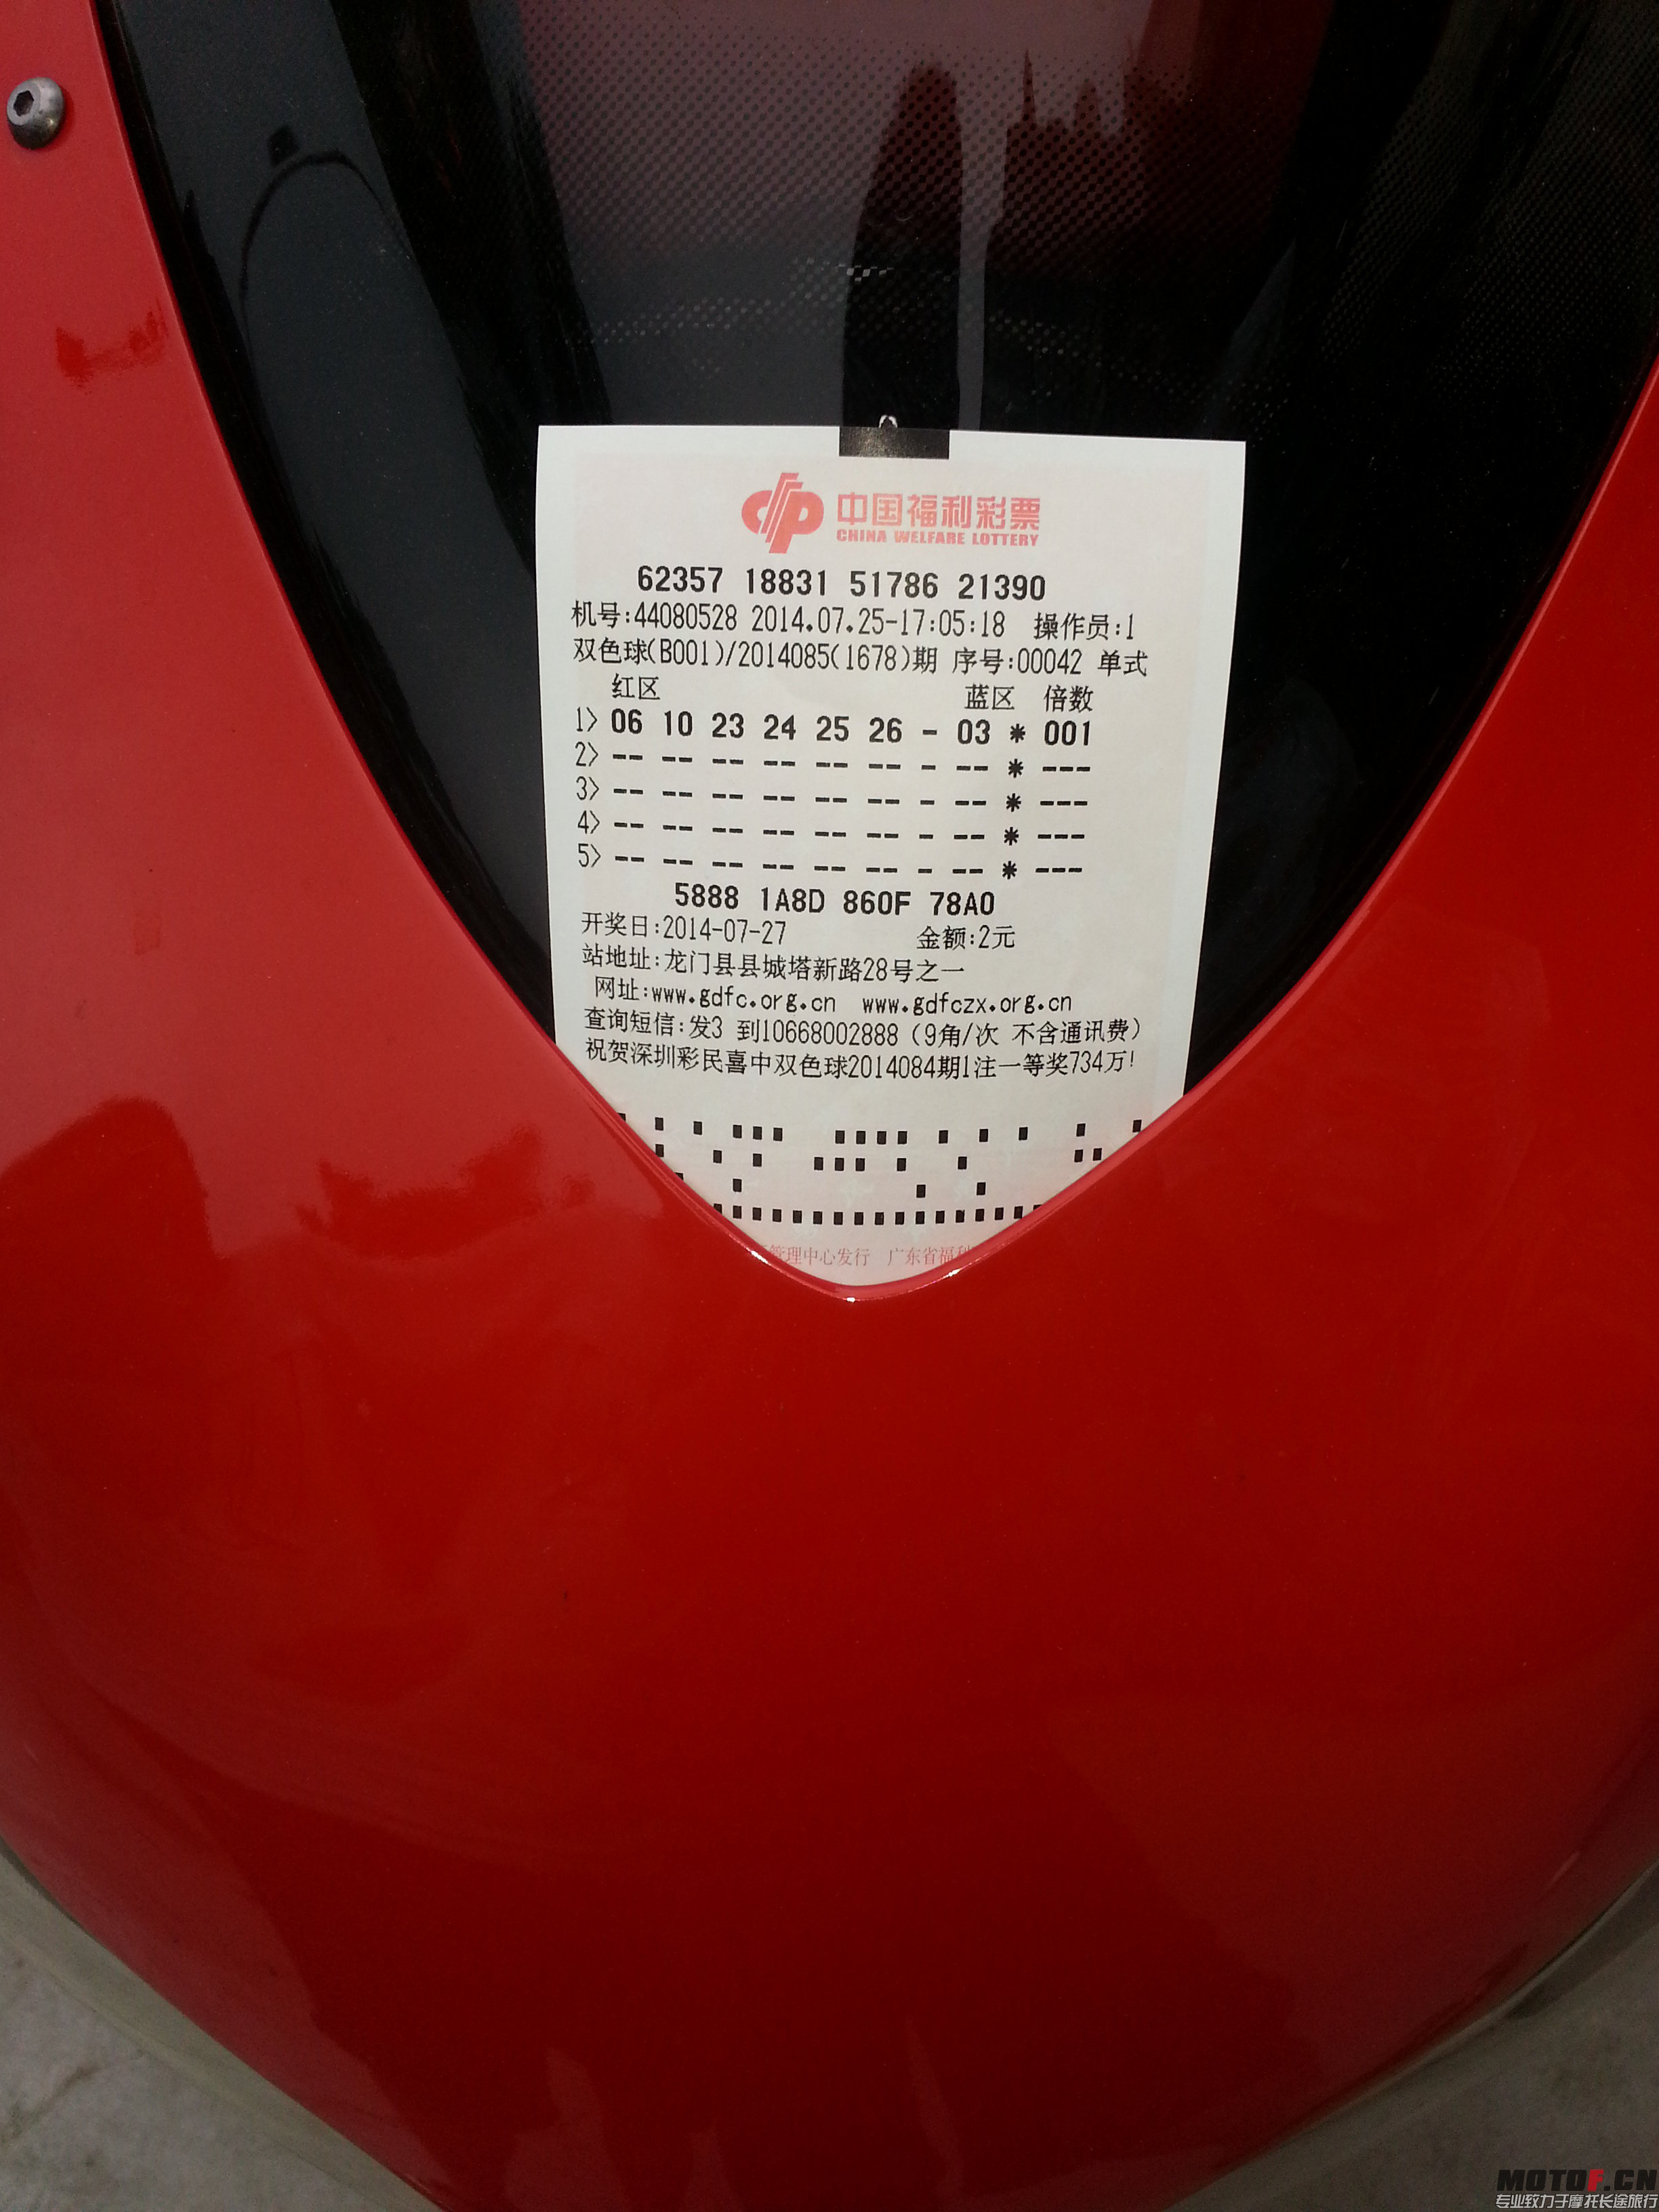 中国福利彩票
CHINA WELFARE LOTTERY
62357 18831 51786 21390
机号:44080528 2014.07.25-17:05:18 操作员:1
双色球(B001)/2014085(1678)期 序号:00042 单式
红区 蓝区 倍数
1> 06 10 23 24 25 26 - 03 * 001
2> -- -- -- -- -- -- - -- * ---
3> -- -- -- -- -- -- - -- * ---
4> -- -- -- -- -- -- - -- * ---
5> -- -- -- -- -- -- - -- * ---
5888 1A8D 860F 78A0
开奖日:2014-07-27 金额:2元
站地址:龙门县县城塔新路28号之一
网址:www.gdfc.org.cn www.gdfczx.org.cn
查询短信:发3 到10668002888 (9角/次 不含通讯费)
祝贺深圳彩民喜中双色球2014084期1注一等奖734万!
管理中心发行 广东省福利
MOTOF.CN
专业致力于摩托长途旅行